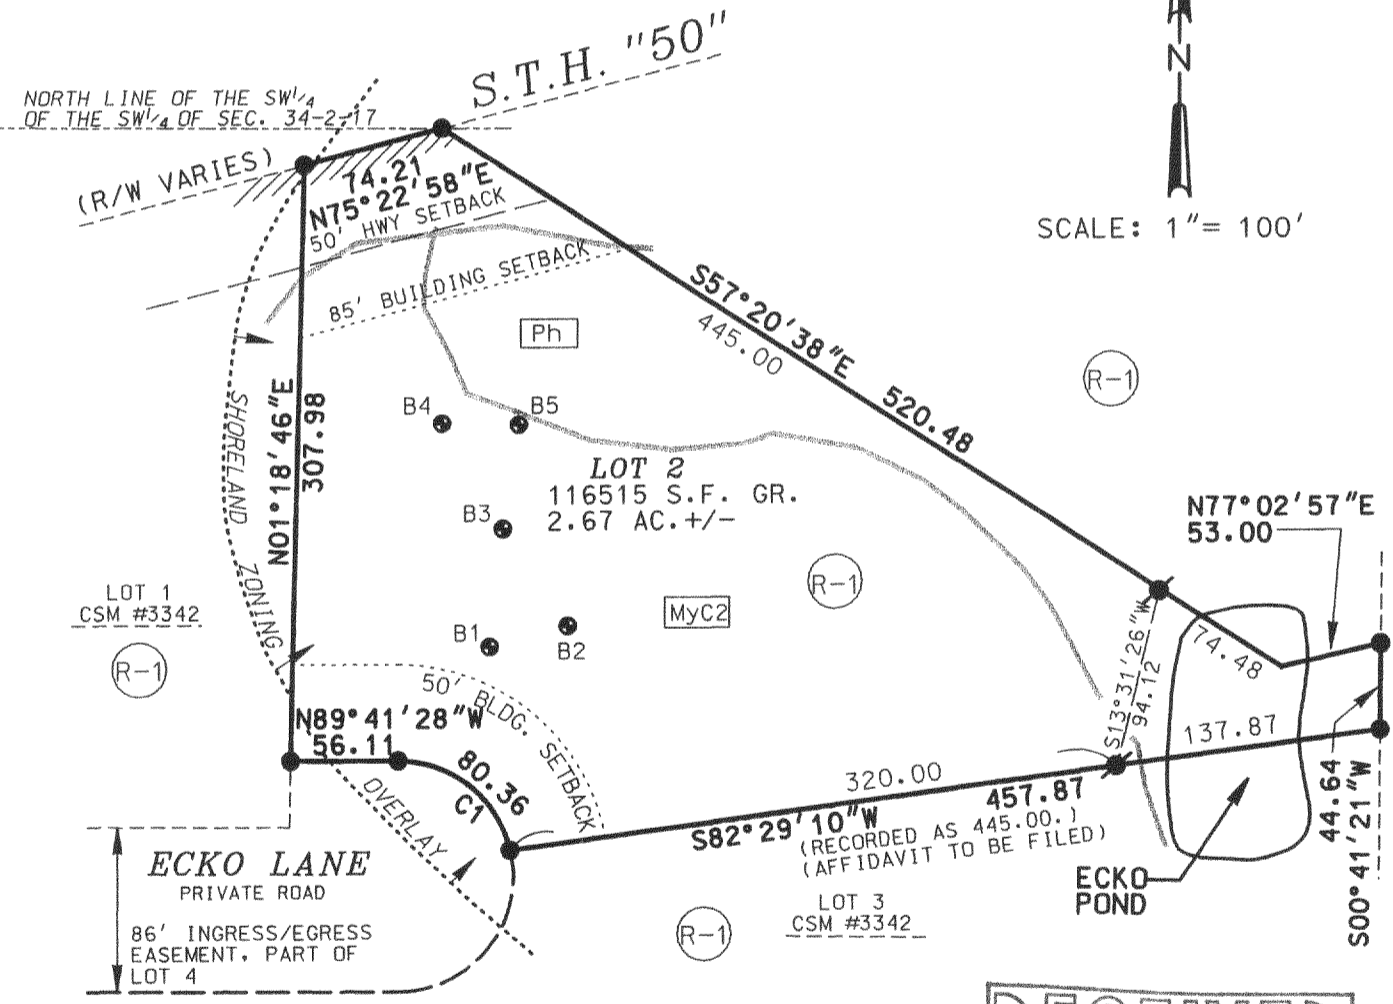 S.T.H. "50"
NORTH LINE OF THE SW¼
OF THE SW¼ OF SEC. 34-2-17
N
(R/W VARIES)
74.21
N75°22'58"E
50' HWY SETBACK
85' BUILDING SETBACK
SCALE: 1"= 100'
S57°20'38"E
445.00
520.48
Ph
R-1
B4
B5
N01°18'46"E
307.98
SHORELAND ZONING
LOT 2
116515 S.F. GR.
2.67 AC.+/-
B3
N77°02'57"E
53.00
R-1
LOT 1
CSM #3342
R-1
MyC2
B1
B2
S13°31'26"W
94.12
74.48
50' BLDG. SETBACK
N89°41'28"W
56.11
80.36
C1
OVERLAY
137.87
320.00
457.87
S82°29'10"W
(RECORDED AS 445.00.)
(AFFIDAVIT TO BE FILED)
44.64
S00°41'21"W
ECKO LANE
PRIVATE ROAD
ECKO
POND
LOT 3
CSM #3342
R-1
86' INGRESS/EGRESS
EASEMENT. PART OF
LOT 4